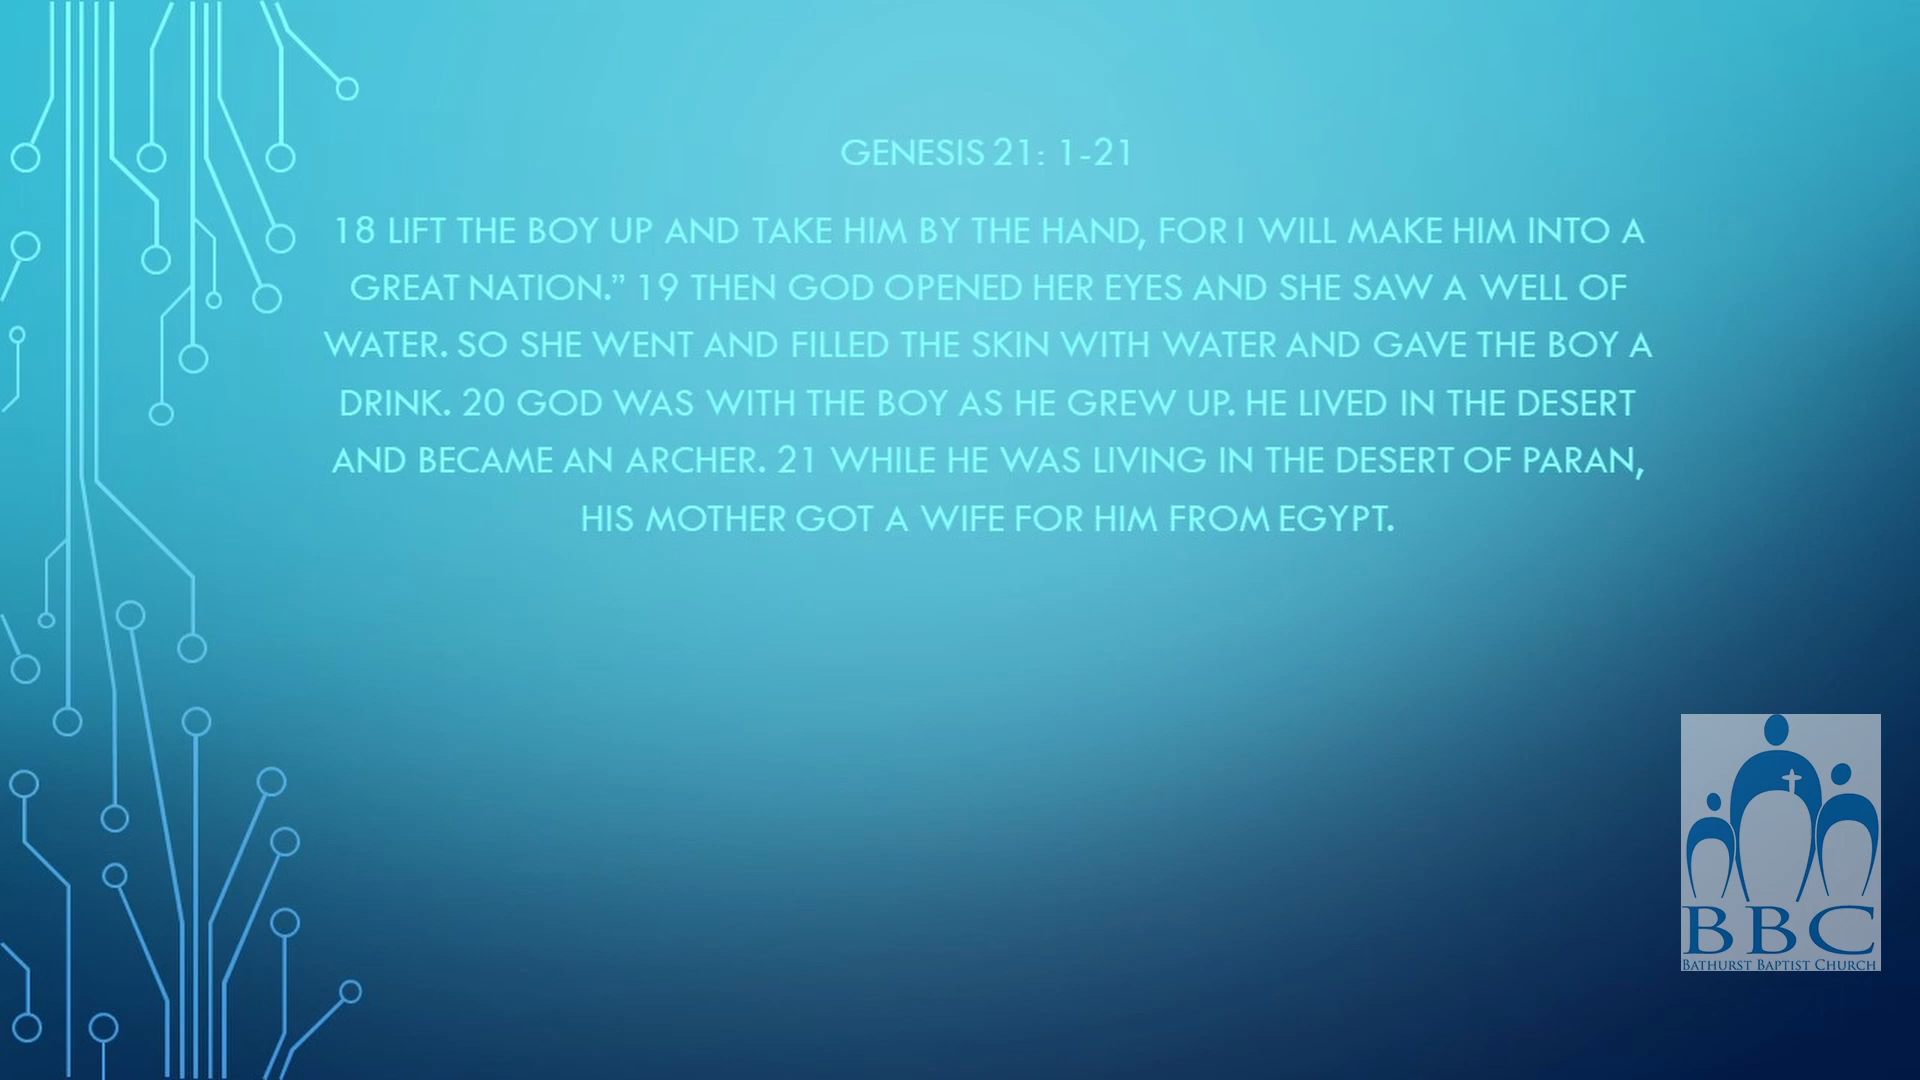 GENESIS 21: 1-21
18 LIFT THE BOY UP AND TAKE HIM BY THE HAND, FOR I WILL MAKE HIM INTO A
GREAT NATION.” 19 THEN GOD OPENED HER EYES AND SHE SAW A WELL OF
WATER. SO SHE WENT AND FILLED THE SKIN WITH WATER AND GAVE THE BOY A
DRINK. 20 GOD WAS WITH THE BOY AS HE GREW UP. HE LIVED IN THE DESERT
AND BECAME AN ARCHER. 21 WHILE HE WAS LIVING IN THE DESERT OF PARAN,
HIS MOTHER GOT A WIFE FOR HIM FROM EGYPT.
BBC
BATHURST BAPTIST CHURCH